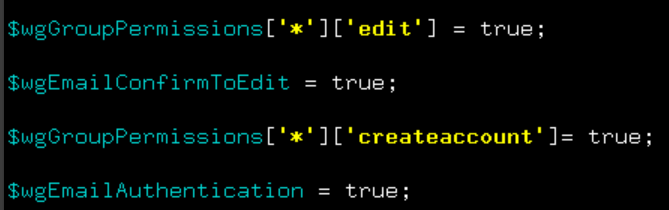 $wgGroupPermissions['*']['edit'] = true;
$wgEmailConfirmToEdit = true;
$wgGroupPermissions['*']['createaccount']= true;
$wgEmailAuthentication = true;